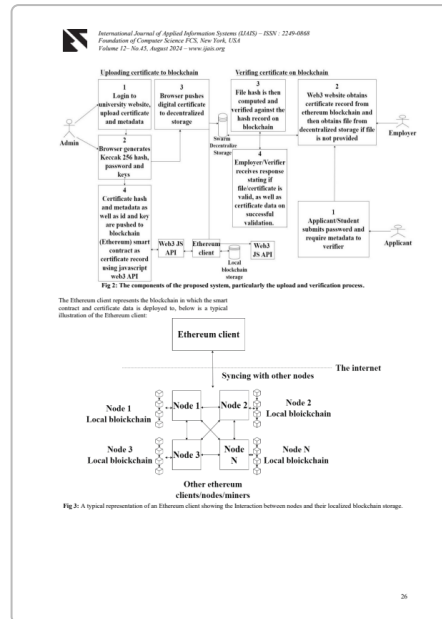 International Journal of Applied Information Systems (IJAIS) – ISSN : 2249-0868
Foundation of Computer Science FCS, New York, USA
Volume 12– No.45, August 2024 – www.ijais.org
Uploading certificate to blockchain
1
Login to
university website,
upload certificate
and metadata
Admin
2
Browser generates
Keccak 256 hash,
password and
keys
3
Browser pushes
digital certificate
to decentralized
storage
4
Certificate hash
and metadata as
well as id and key
are pushed to
blockchain
(Ethereum) smart
contract as
certificate record
using javascript
web3 API
Swarm
Decentralize
Storage
Web3 JS
API
Ethereum
client
Local
blockchain
storage
Web3
JS API
Verifing certificate on blockchain
3
File hash is then
computed and
verified against the
hash record on
blockchain
2
Web3 website obtains
certificate record from
ethereum blockchain and
then obtains file from
decentralized storage if file
is not provided
Employer
4
Employer/Verifier
receives response
stating if
file/certificate is
valid, as well as
certificate data on
successful
validation.
1
Applicant/Student
submits password and
require metadata to
verifier
Applicant
Fig 2: The components of the proposed system, particularly the upload and verification process.
The Ethereum client represents the blockchain in which the smart
contract and certificate data is deployed to, below is a typical
illustration of the Ethereum client:
Ethereum client
The internet
Syncing with other nodes
Node 1
Local bloickchain
Node 1
Node 2
Node 2
Local bloickchain
Node 3
Local bloickchain
Node 3
Node
N
Node N
Local bloickchain
Other ethereum
clients/nodes/miners
Fig 3: A typical representation of an Ethereum client showing the Interaction between nodes and their localized blockchain storage.
26